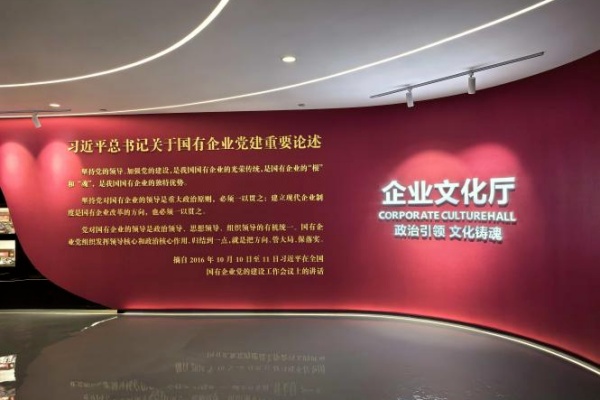 习近平总书记关于国有企业党建重要论述
坚持党的领导、加强党的建设，是我国国有企业的光荣传统，是国有企业的“根”
和“魂”，是我国国有企业的独特优势。
坚持党对国有企业的领导是重大政治原则，必须一以贯之；建立现代企业制
度是国有企业改革的方向，也必须一以贯之。
党对国有企业的领导是政治领导、思想领导、组织领导的有机统一。国有企
业党组织发挥领导核心和政治核心作用，归结到一点，就是把方向、管大局、保落实。
摘自2016年10月10日至11日习近平在全国
国有企业党的建设工作会议上的讲话
企业文化厅
CORPORATE CULTUREHALL
政治引领 文化铸魂